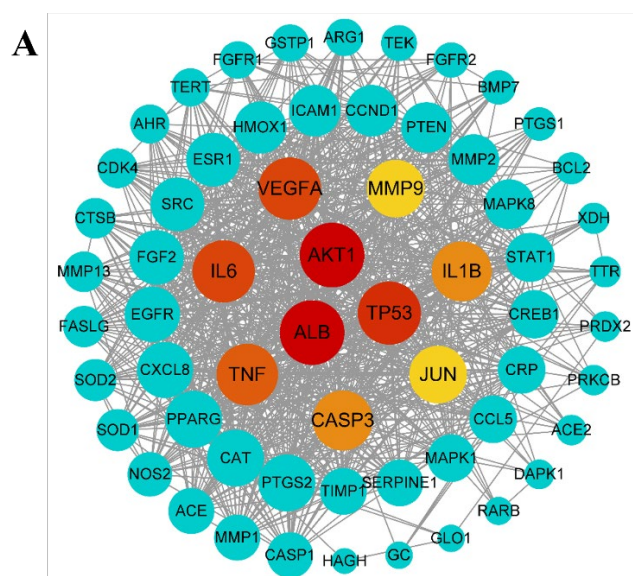 A
ARG1
GSTP1
TEK
FGFR1
FGFR2
TERT
BMP7
ICAM1
CCND1
AHR
HMOX1
PTEN
PTGS1
CDK4
ESR1
MMP2
BCL2
VEGFA
MMP9
SRC
MAPK8
CTSB
XDH
FGF2
AKT1
STAT1
MMP13
IL6
IL1B
TTR
EGFR
TP53
CREB1
FASLG
ALB
PRDX2
CXCL8
CRP
SOD2
TNF
JUN
PRKCB
PPARG
CCL5
SOD1
CASP3
ACE2
CAT
MAPK1
NOS2
PTGS2
TIMP1
SERPINE1
DAPK1
ACE
RARB
MMP1
GLO1
CASP1
HAGH
GC